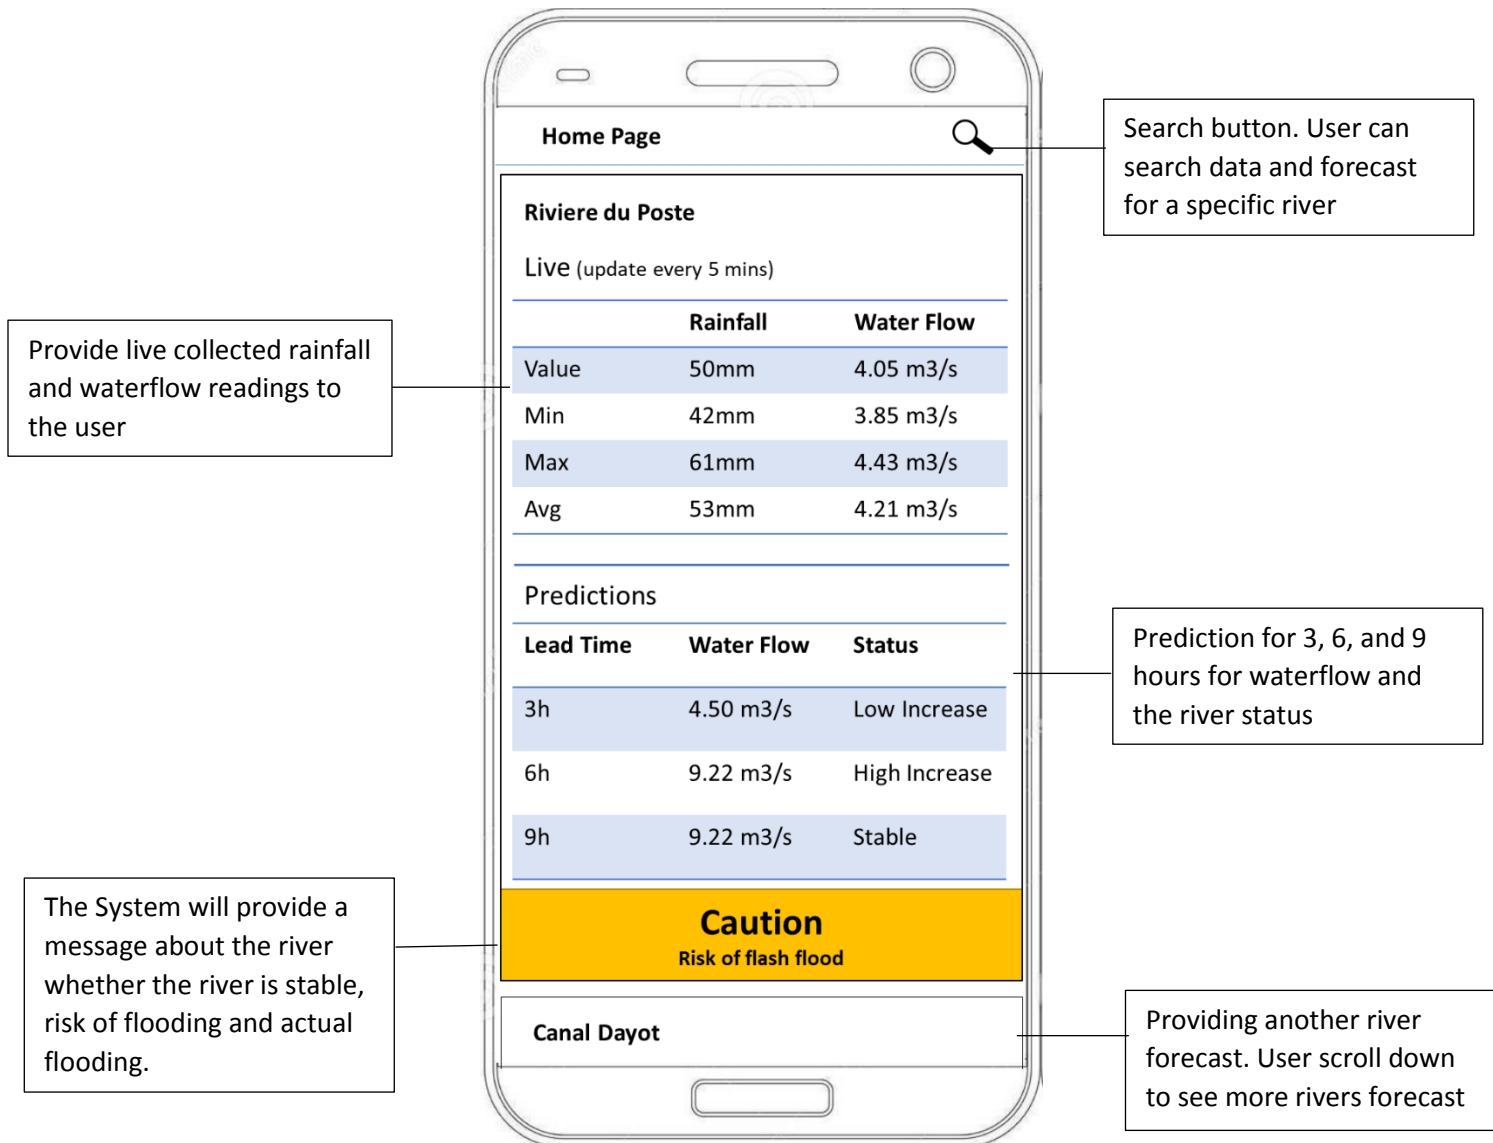 Home Page
Search button. User can
search data and forecast
for a specific river
Riviere du Poste
Live (update every 5 mins)
Rainfall Water Flow
Value 50mm 4.05 m3/s
Min 42mm 3.85 m3/s
Max 61mm 4.43 m3/s
Avg 53mm 4.21 m3/s
Provide live collected rainfall
and waterflow readings to
the user
Predictions
Lead Time Water Flow Status
3h 4.50 m3/s Low Increase
6h 9.22 m3/s High Increase
9h 9.22 m3/s Stable
Prediction for 3, 6, and 9
hours for waterflow and
the river status
Caution
Risk of flash flood
The System will provide a
message about the river
whether the river is stable,
risk of flooding and actual
flooding.
Canal Dayot
Providing another river
forecast. User scroll down
to see more rivers forecast